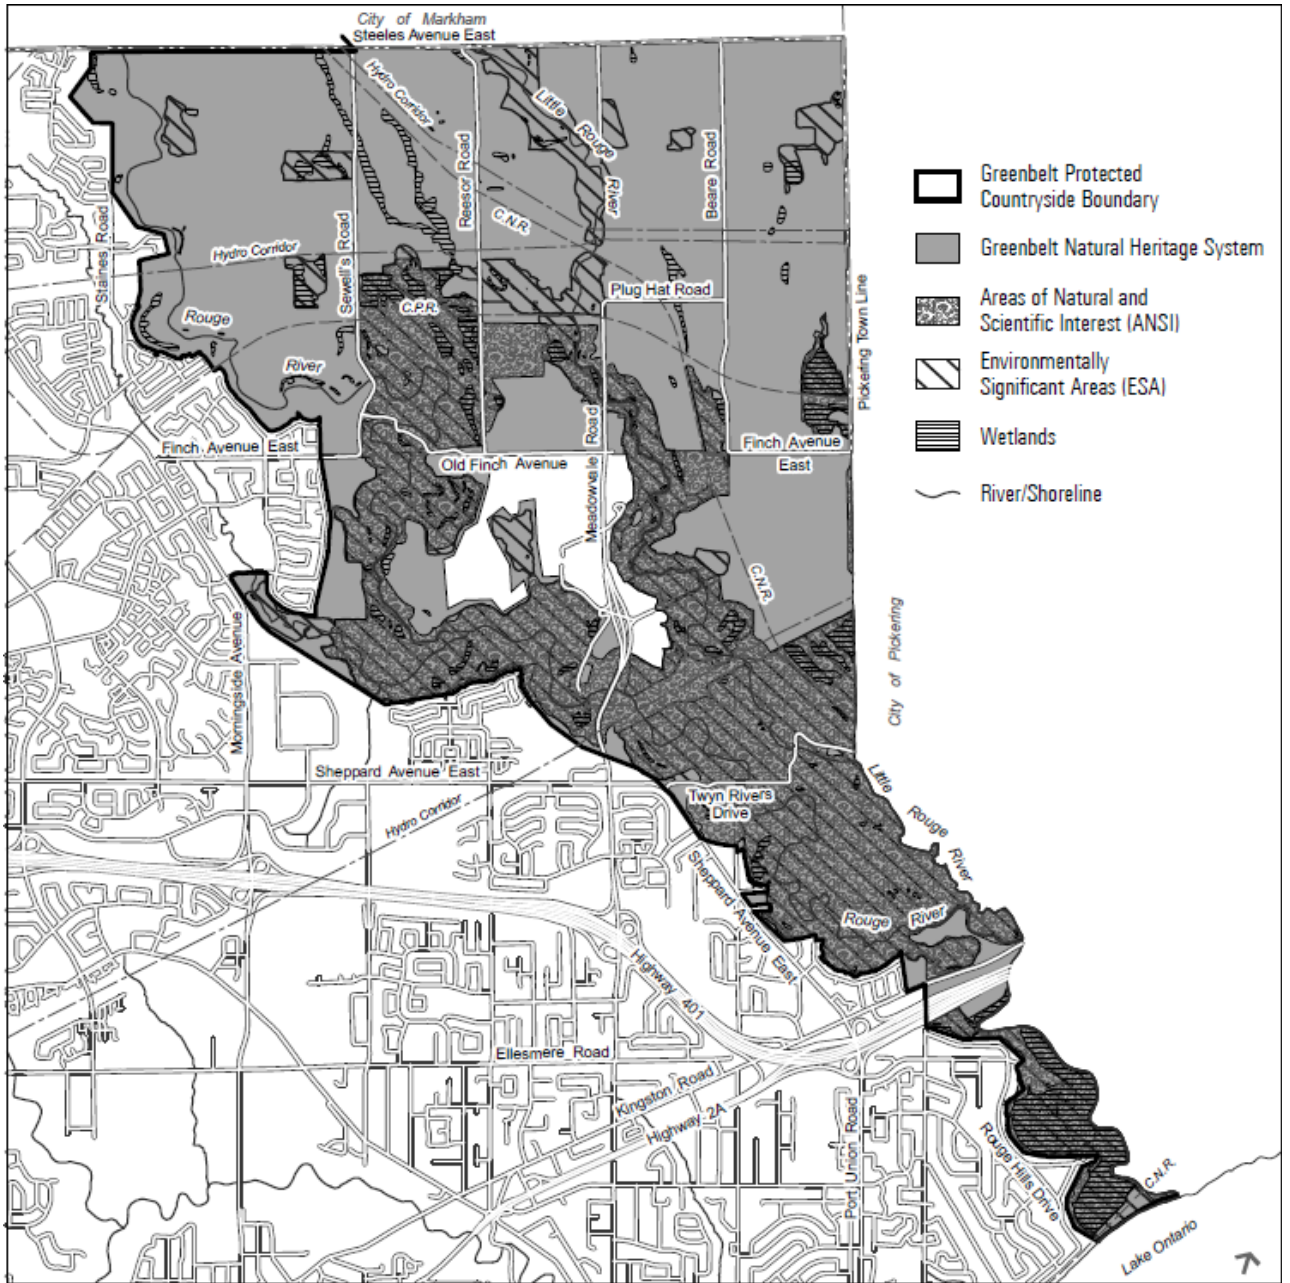 City of Markham
Steeles Avenue East
Hydro Corridor
Little Rouge River
Reesor Road
Beare Road
C.N.R.
Staines Road
Hydro Corridor
Sewell's Road
C.P.R.
Plug Hat Road
Rouge River
Pickering Town Line
Meadowvale Road
Finch Avenue East
Old Finch Avenue
Finch Avenue
East
C.N.R.
Morningside Avenue
City of Pickering
Sheppard Avenue East
Hydro Corridor
Twyn Rivers
Drive
Little Rouge River
Sheppard Avenue East
Rouge River
Highway 401
Ellesmere Road
Kingston Road
Highway 2A
Port Union Road
Rouge Hills Drive
C.N.R.
Lake Ontario
Greenbelt Protected
Countryside Boundary
Greenbelt Natural Heritage System
Areas of Natural and
Scientific Interest (ANSI)
Environmentally
Significant Areas (ESA)
Wetlands
River/Shoreline